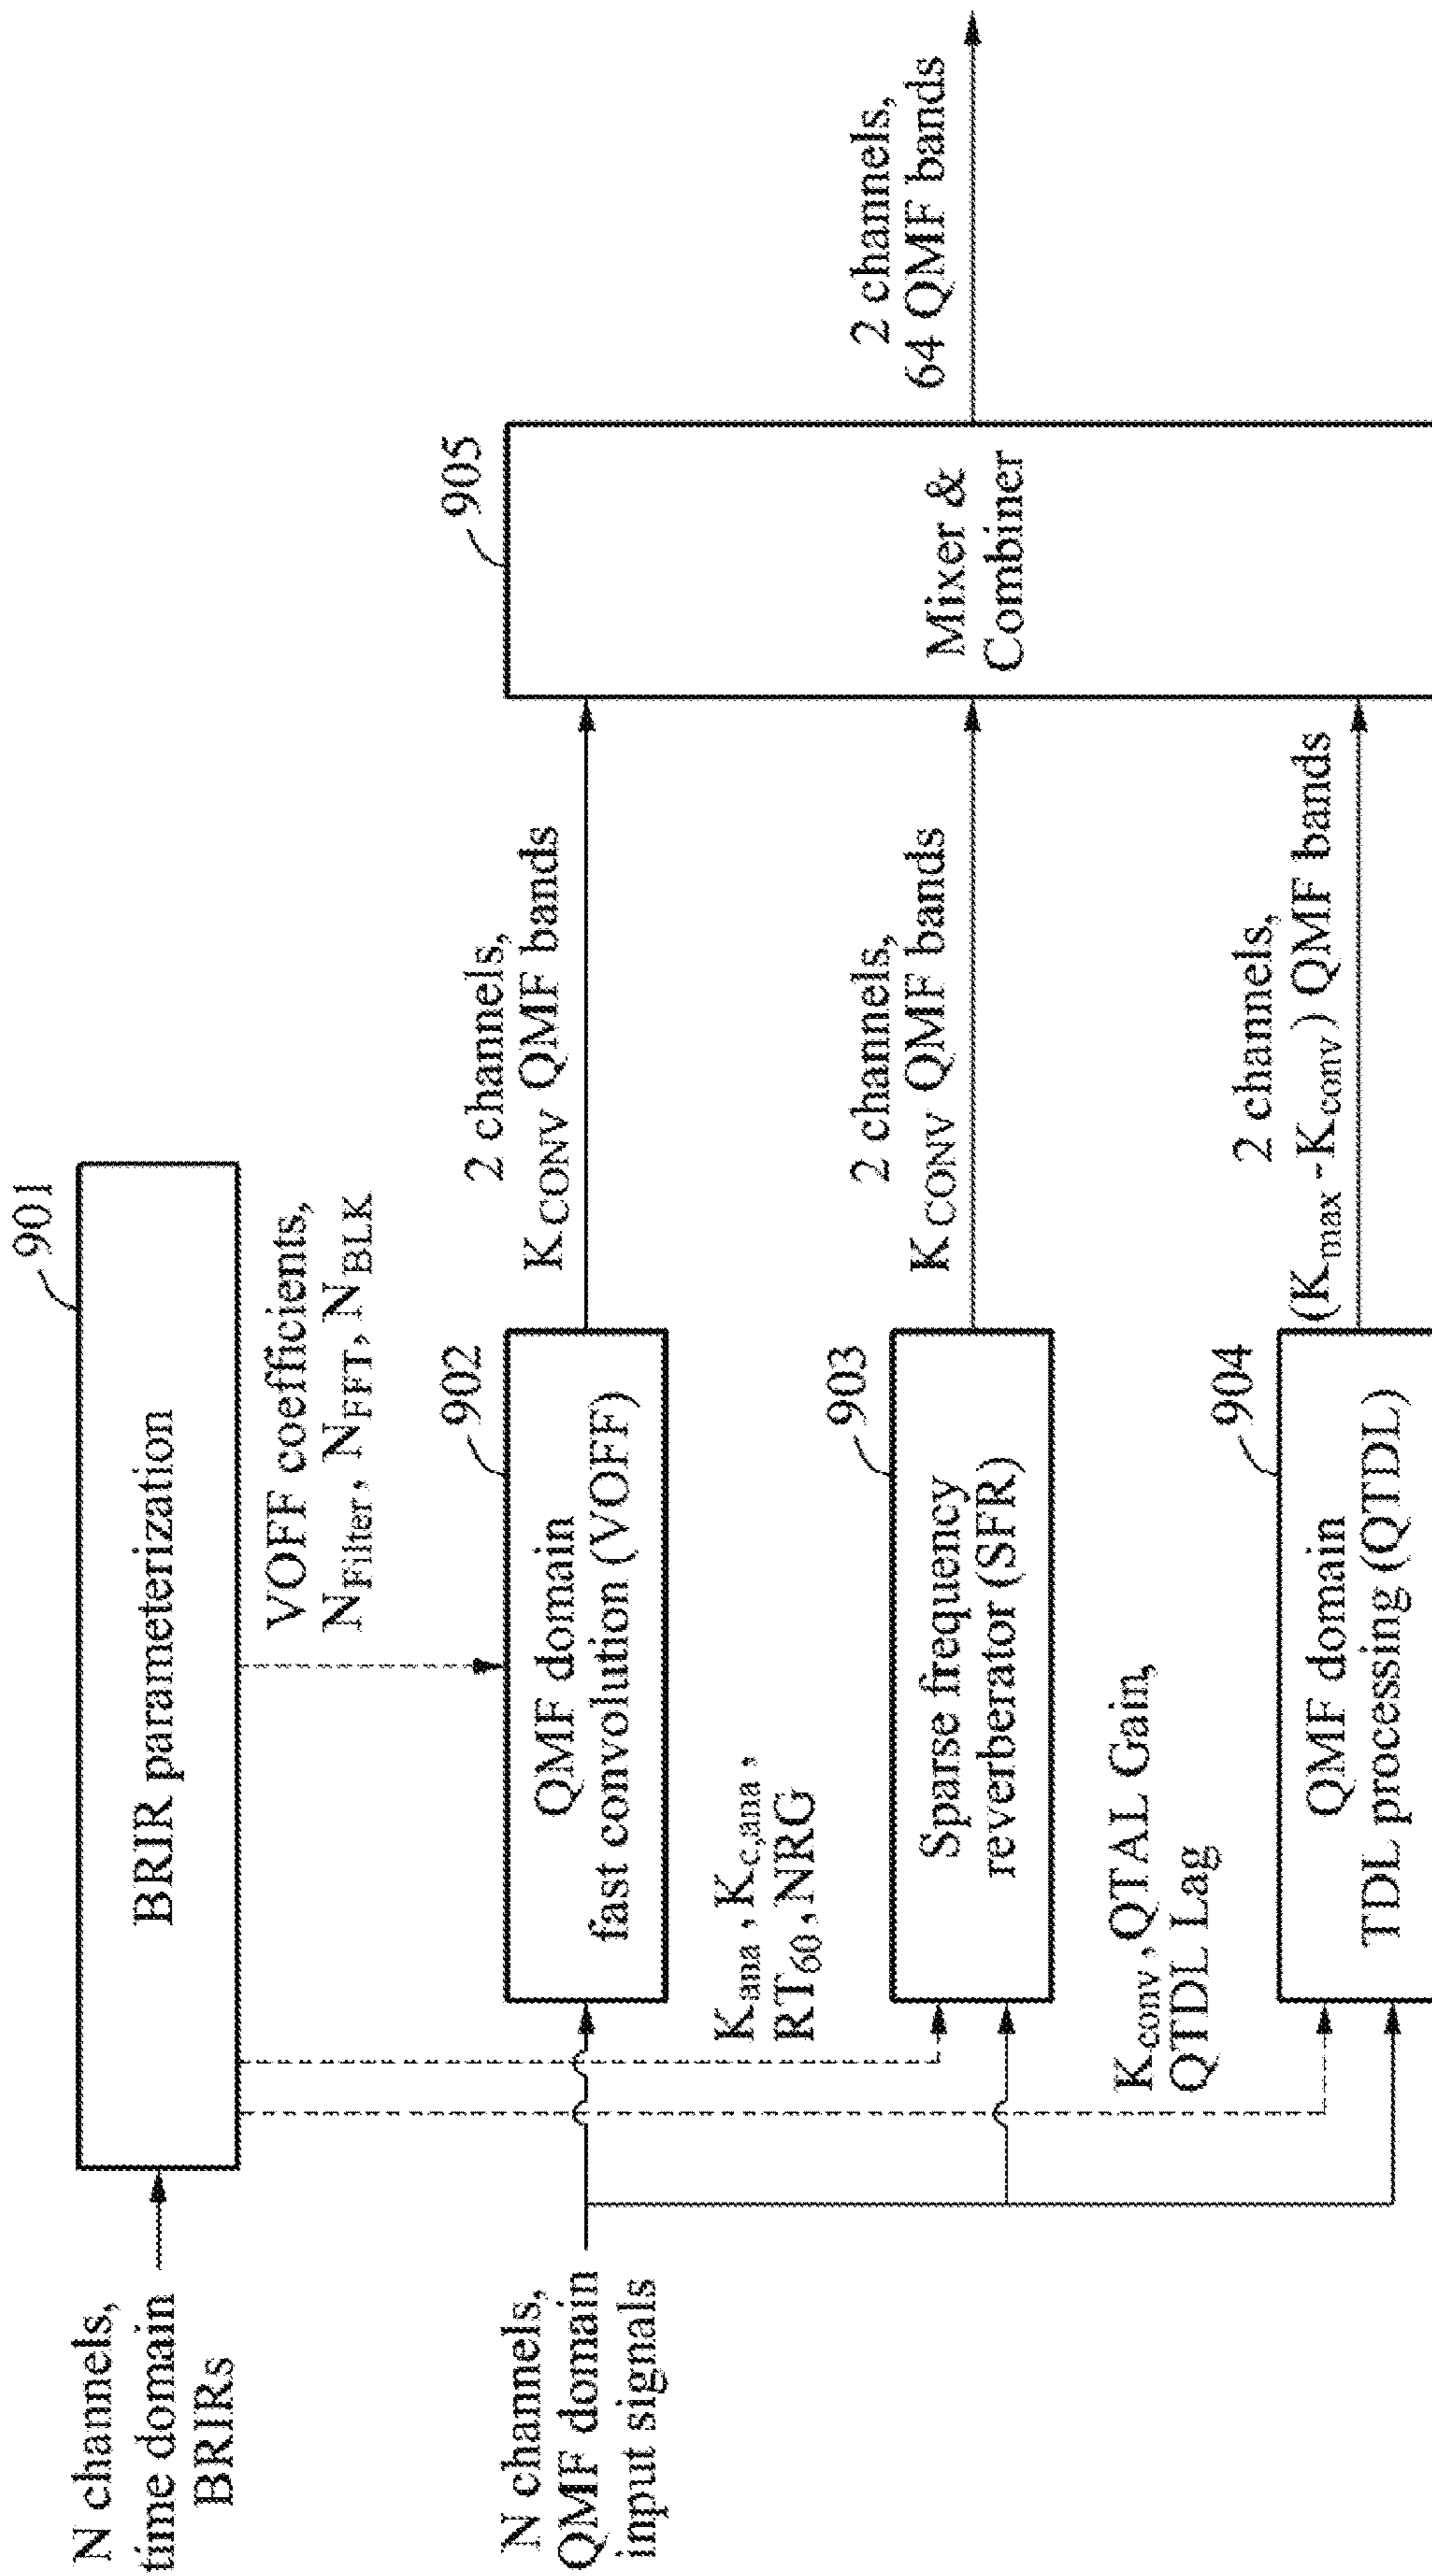 N channels,
time domain
BRIRs
901
BRIR parameterization
VOFF coefficients,
N_Filter, N_FFT, N_BLK
N channels,
QMF domain
input signals
902
QMF domain
fast convolution (VOFF)
2 channels,
K_CONV QMF bands
K_ana, K_c,ana,
RT_60, NRG
903
Sparse frequency
reverberator (SFR)
2 channels,
K_CONV QMF bands
K_conv, QTAL Gain,
QTDL Lag
904
QMF domain
TDL processing (QTDL)
2 channels,
(K_max -K_conv) QMF bands
905
Mixer &
Combiner
2 channels,
64 QMF bands